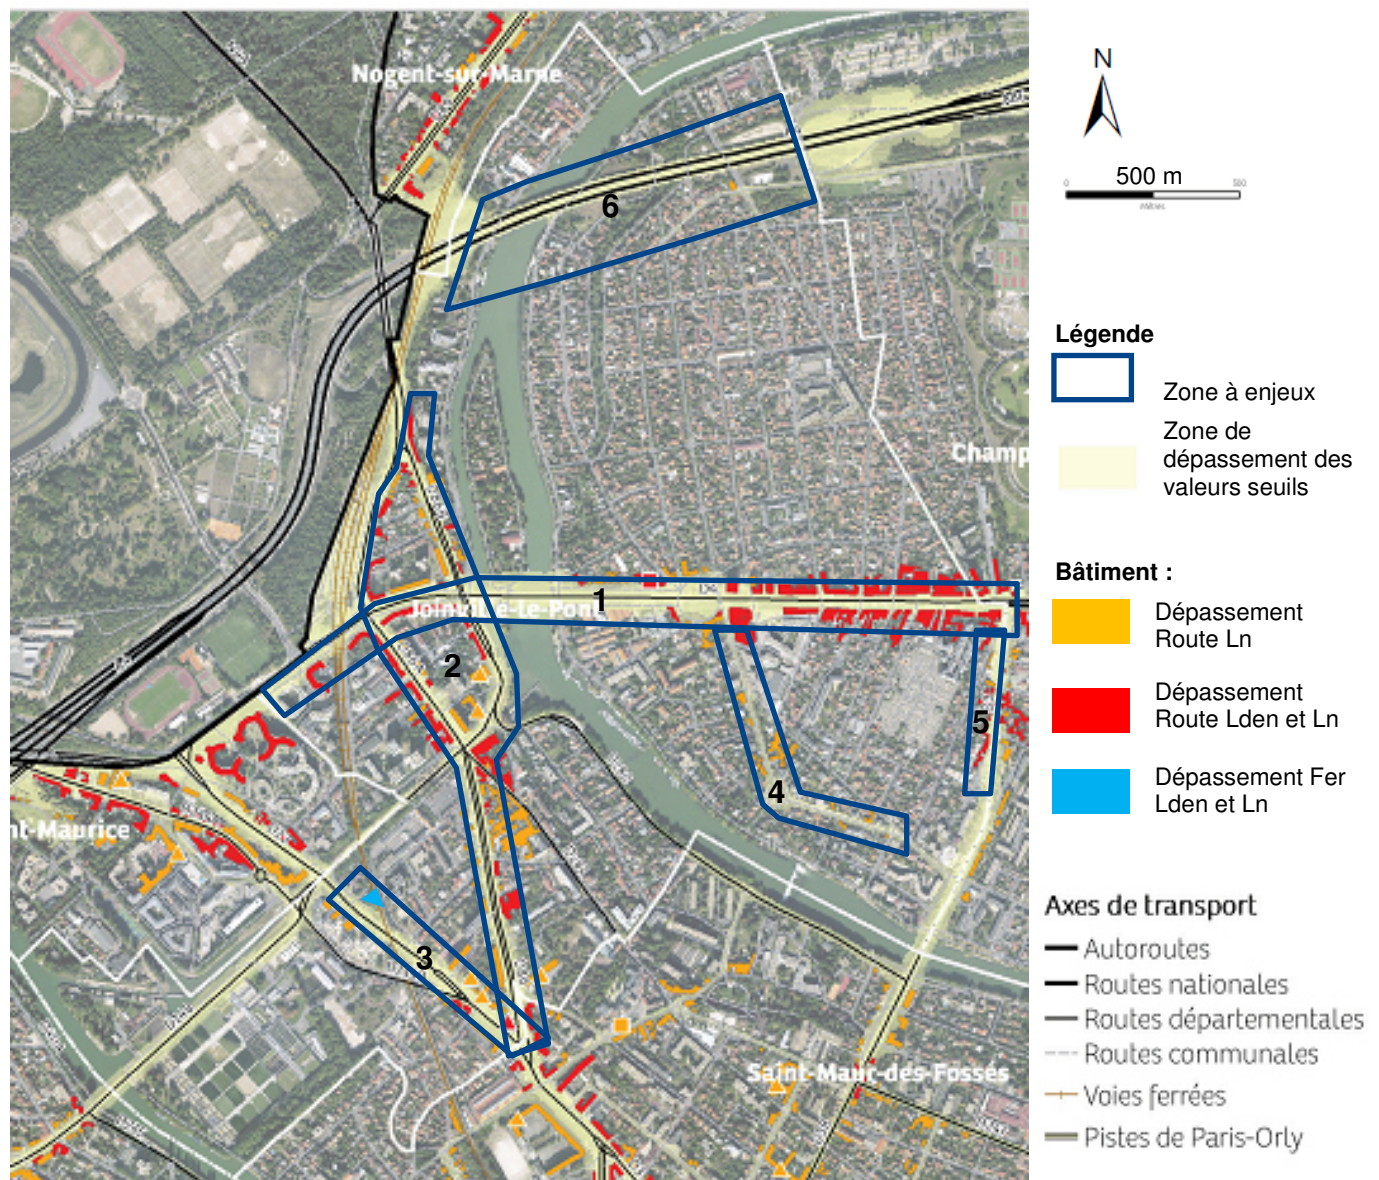 Nogent-sur-Marne
6
Champ
Joinville-le-Pont
1
2
5
4
nt-Maurice
3
Saint-Maur-des-Fossés
N
500 m
0
500
Mètres
Légende
Zone à enjeux
Zone de
dépassement des
valeurs seuils
Bâtiment :
Dépassement
Route Ln
Dépassement
Route Lden et Ln
Dépassement Fer
Lden et Ln
Axes de transport
Autoroutes
Routes nationales
Routes départementales
Routes communales
Voies ferrées
Pistes de Paris-Orly